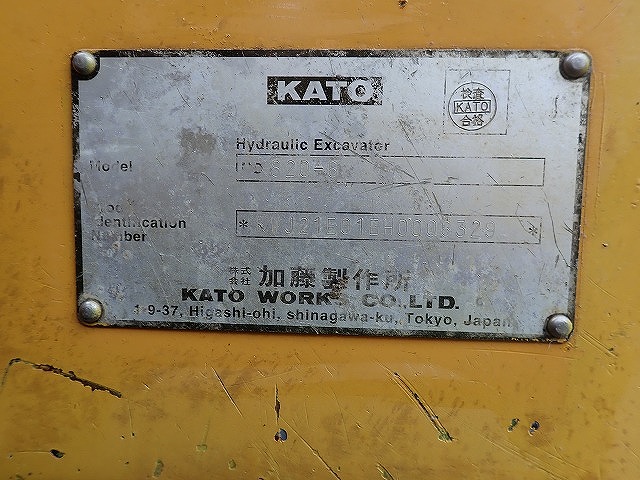 KATO
検査
KATO
合格
Hydraulic Excavator
Model
Identification
Number
株式
会社
加藤製作所
KATO WORKS CO.,LTD.
1-9-37, Higashi-ohi, shinagawa-ku, Tokyo, Japan